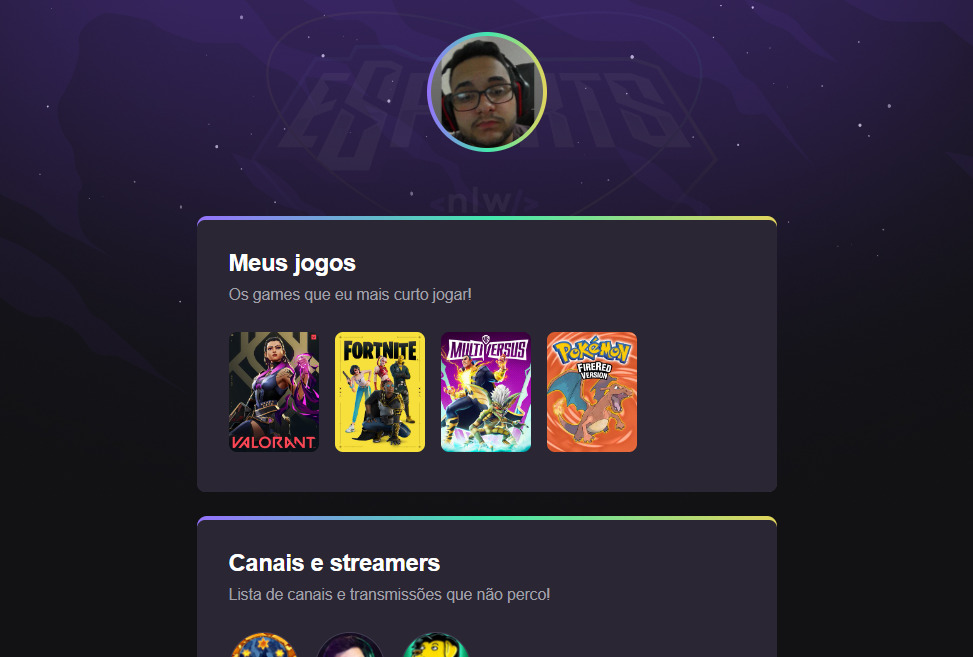 ESPORTS
<nlw/>
Meus jogos
Os games que eu mais curto jogar!
VALORANT
FORTNITE
MULTIVERSUS
POKéMON
FIRERED
VERSION
Canais e streamers
Lista de canais e transmissões que não perco!